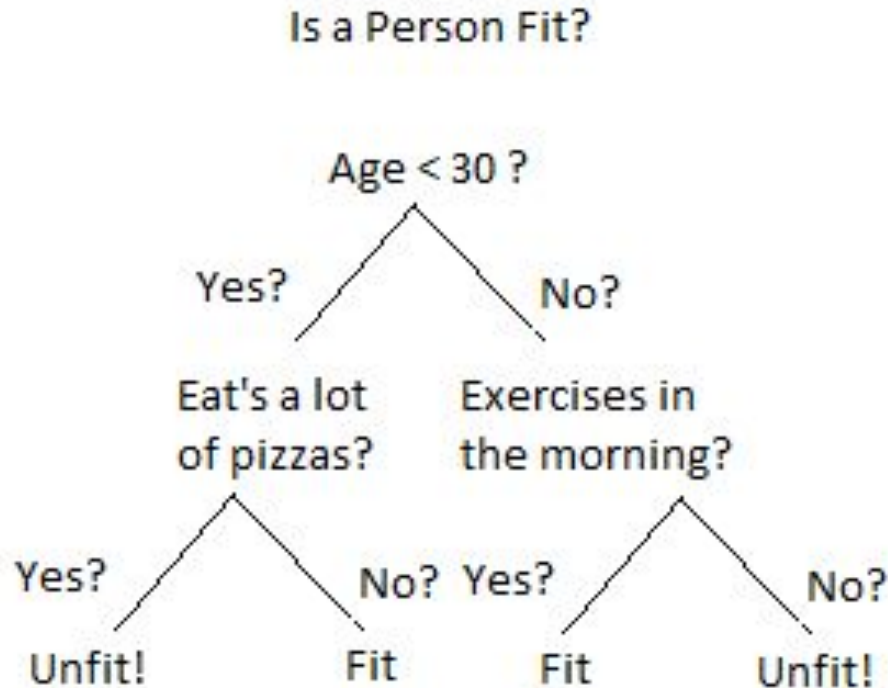 Is a Person Fit?
Age < 30 ?
Yes?
No?
Eat's a lot
of pizzas?
Exercises in
the morning?
Yes?
No?
Yes?
No?
Unfit!
Fit
Fit
Unfit!